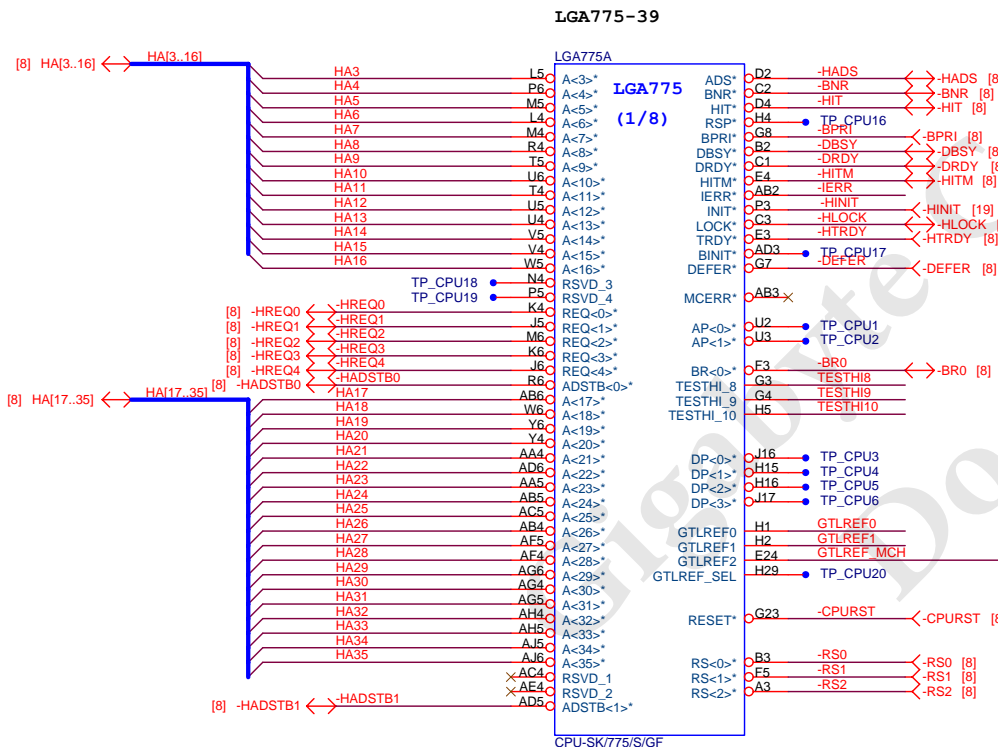 LGA775-39
LGA775A
LGA775
(1/8)
[8] HA[3..16] HA[3..16]
HA3 L5 A<3>* ADS* D2 -HADS -HADS [8
HA4 P6 A<4>* BNR* C2 -BNR -BNR [8]
HA5 M5 A<5>* HIT* D4 -HIT -HIT [8]
HA6 L4 A<6>* RSP* H4 TP_CPU16
HA7 M4 A<7>* BPRI* G8 -BPRI -BPRI [8]
HA8 R4 A<8>* DBSY* B2 -DBSY -DBSY [8
HA9 T5 A<9>* DRDY* C1 -DRDY -DRDY [8
HA10 U6 A<10>* HITM* E4 -HITM -HITM [8]
HA11 T4 A<11>* IERR* AB2 -IERR
HA12 U5 A<12>* INIT* P3 -HINIT -HINIT [19]
HA13 U4 A<13>* LOCK* C3 -HLOCK -HLOCK [
HA14 V5 A<14>* TRDY* E3 -HTRDY -HTRDY [8]
HA15 V4 A<15>* BINIT* AD3 TP_CPU17
HA16 W5 A<16>* DEFER* G7 -DEFER -DEFER [8]
TP_CPU18 N4 RSVD_3
TP_CPU19 P5 RSVD_4 MCERR* AB3
[8] -HREQ0 -HREQ0 K4 REQ<0>*
[8] -HREQ1 -HREQ1 J5 REQ<1>* AP<0>* U2 TP_CPU1
[8] -HREQ2 -HREQ2 M6 REQ<2>* AP<1>* U3 TP_CPU2
[8] -HREQ3 -HREQ3 K6 REQ<3>*
[8] -HREQ4 -HREQ4 J6 REQ<4>* BR<0>* F3 -BR0 -BR0 [8]
[8] -HADSTB0 -HADSTB0 R6 ADSTB<0>* TESTHI_8 G3 TESTHI8
[8] HA[17..35] HA[17..35]
HA17 AB6 A<17>* TESTHI_9 G4 TESTHI9
HA18 W6 A<18>* TESTHI_10 H5 TESTHI10
HA19 Y6 A<19>*
HA20 Y4 A<20>*
HA21 AA4 A<21>* DP<0>* J16 TP_CPU3
HA22 AD6 A<22>* DP<1>* H15 TP_CPU4
HA23 AA5 A<23>* DP<2>* H16 TP_CPU5
HA24 AB5 A<24>* DP<3>* J17 TP_CPU6
HA25 AC5 A<25>*
HA26 AB4 A<26>* GTLREF0 H1 GTLREF0
HA27 AF5 A<27>* GTLREF1 H2 GTLREF1
HA28 AF4 A<28>* GTLREF2 E24 GTLREF_MCH
HA29 AG6 A<29>* GTLREF_SEL H29 TP_CPU20
HA30 AG4 A<30>*
HA31 AG5 A<31>*
HA32 AH4 A<32>* RESET* G23 -CPURST -CPURST [8
HA33 AH5 A<33>*
HA34 AJ5 A<34>*
HA35 AJ6 A<35>* RS<0>* B3 -RS0 -RS0 [8]
AC4 RSVD_1 RS<1>* F5 -RS1 -RS1 [8]
AE4 RSVD_2 RS<2>* A3 -RS2 -RS2 [8]
[8] -HADSTB1 -HADSTB1 AD5 ADSTB<1>*
CPU-SK/775/S/GF
Gigabyte C
Do